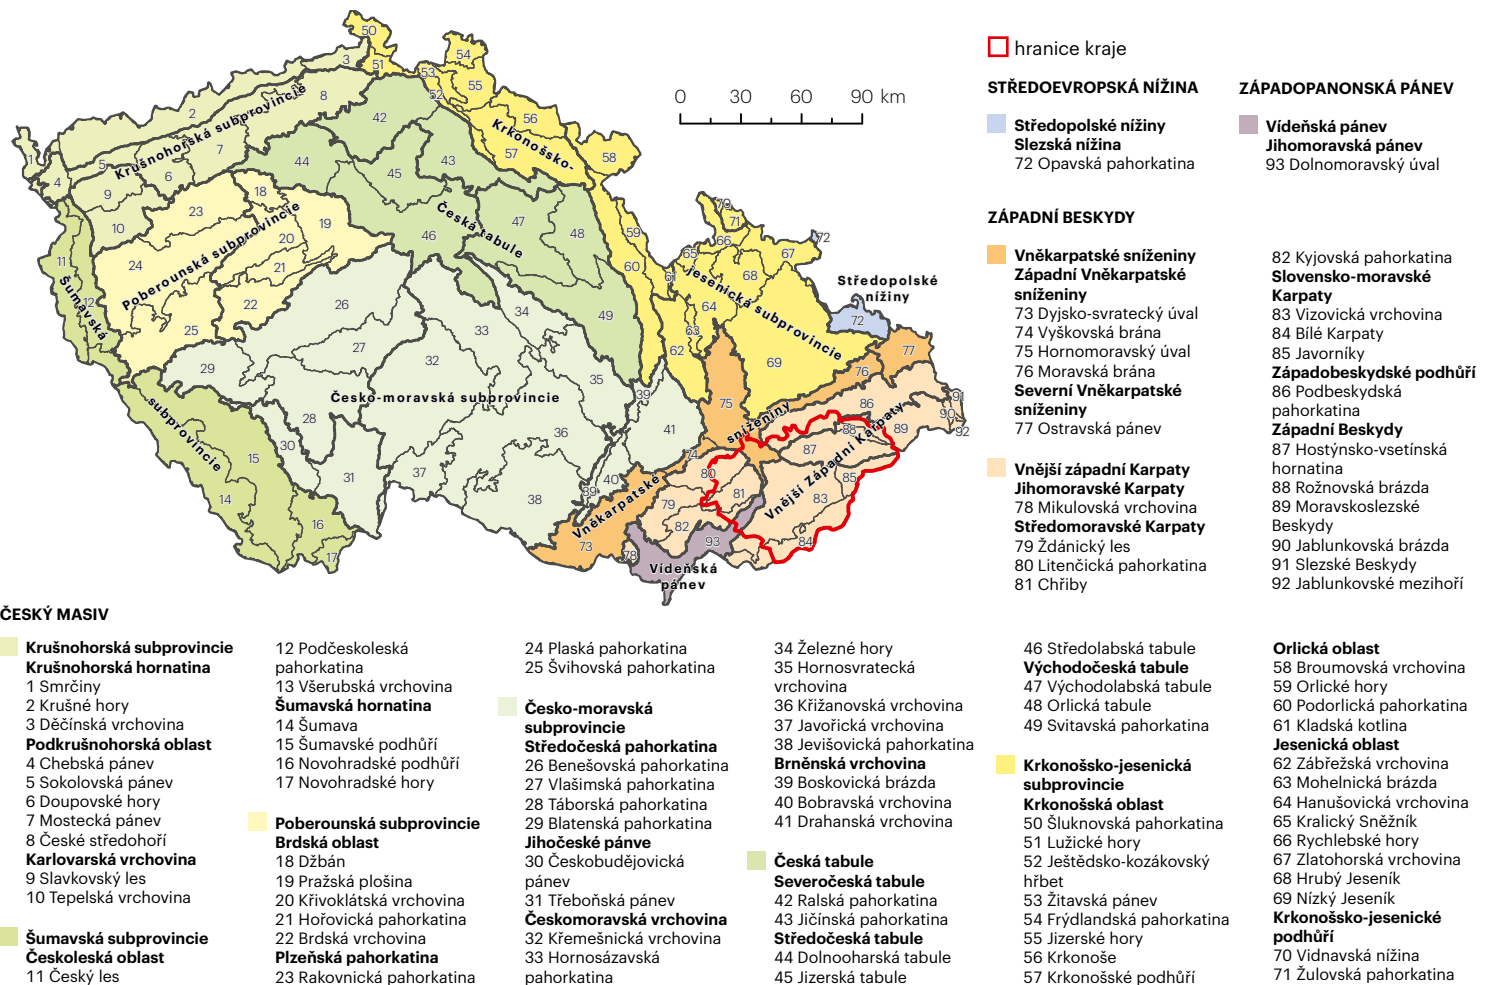 0 30 60 90 km
hranice kraje
Krušnohorská subprovincie
Poberounská subprovincie
Šumavská
subprovincie
Česká tabule
Krkonošsko-
jesenická subprovincie
Česko-moravská subprovincie
Středopolské
nížiny
Vněkarpatské
sníženiny
Vnější Západní Karpaty
Vídeňská
pánev
STŘEDOEVROPSKÁ NÍŽINA
Středopolské nížiny
Slezská nížina
72 Opavská pahorkatina
ZÁPADOPANONSKÁ PÁNEV
Vídeňská pánev
Jihomoravská pánev
93 Dolnomoravský úval
ZÁPADNÍ BESKYDY
Vněkarpatské sníženiny
Západní Vněkarpatské
sníženiny
73 Dyjsko-svratecký úval
74 Vyškovská brána
75 Hornomoravský úval
76 Moravská brána
Severní Vněkarpatské
sníženiny
77 Ostravská pánev
Vnější západní Karpaty
Jihomoravské Karpaty
78 Mikulovská vrchovina
Středomoravské Karpaty
79 Ždánický les
80 Litenčická pahorkatina
81 Chřiby
82 Kyjovská pahorkatina
Slovensko-moravské
Karpaty
83 Vizovická vrchovina
84 Bílé Karpaty
85 Javorníky
Západobeskydské podhůří
86 Podbeskydská
pahorkatina
Západní Beskydy
87 Hostýnsko-vsetínská
hornatina
88 Rožnovská brázda
89 Moravskoslezské
Beskydy
90 Jablunkovská brázda
91 Slezské Beskydy
92 Jablunkovské mezihoří
ČESKÝ MASIV
Krušnohorská subprovincie
Krušnohorská hornatina
1 Smrčiny
2 Krušné hory
3 Děčínská vrchovina
Podkrušnohorská oblast
4 Chebská pánev
5 Sokolovská pánev
6 Doupovské hory
7 Mostecká pánev
8 České středohoří
Karlovarská vrchovina
9 Slavkovský les
10 Tepelská vrchovina
Šumavská subprovincie
Českoleská oblast
11 Český les
12 Podčeskoleská
pahorkatina
13 Všerubská vrchovina
Šumavská hornatina
14 Šumava
15 Šumavské podhůří
16 Novohradské podhůří
17 Novohradské hory
Poberounská subprovincie
Brdská oblast
18 Džbán
19 Pražská plošina
20 Křivoklátská vrchovina
21 Hořovická pahorkatina
22 Brdská vrchovina
Plzeňská pahorkatina
23 Rakovnická pahorkatina
24 Plaská pahorkatina
25 Švihovská pahorkatina
Česko-moravská
subprovincie
Středočeská pahorkatina
26 Benešovská pahorkatina
27 Vlašimská pahorkatina
28 Táborská pahorkatina
29 Blatenská pahorkatina
Jihočeské pánve
30 Českobudějovická
pánev
31 Třeboňská pánev
Českomoravská vrchovina
32 Křemešnická vrchovina
33 Hornosázavská
pahorkatina
34 Železné hory
35 Hornosvratecká
vrchovina
36 Křižanovská vrchovina
37 Javořická vrchovina
38 Jevišovická pahorkatina
Brněnská vrchovina
39 Boskovická brázda
40 Bobravská vrchovina
41 Drahanská vrchovina
Česká tabule
Severočeská tabule
42 Ralská pahorkatina
43 Jičínská pahorkatina
Středočeská tabule
44 Dolnooharská tabule
45 Jizerská tabule
46 Středolabská tabule
Východočeská tabule
47 Východolabská tabule
48 Orlická tabule
49 Svitavská pahorkatina
Krkonošsko-jesenická
subprovincie
Krkonošská oblast
50 Šluknovská pahorkatina
51 Lužické hory
52 Ještědsko-kozákovský
hřbet
53 Žitavská pánev
54 Frýdlandská pahorkatina
55 Jizerské hory
56 Krkonoše
57 Krkonošské podhůří
Orlická oblast
58 Broumovská vrchovina
59 Orlické hory
60 Podorlická pahorkatina
61 Kladská kotlina
Jesenická oblast
62 Zábřežská vrchovina
63 Mohelnická brázda
64 Hanušovická vrchovina
65 Kralický Sněžník
66 Rychlebské hory
67 Zlatohorská vrchovina
68 Hrubý Jeseník
69 Nízký Jeseník
Krkonošsko-jesenické
podhůří
70 Vidnavská nížina
71 Žulovská pahorkatina